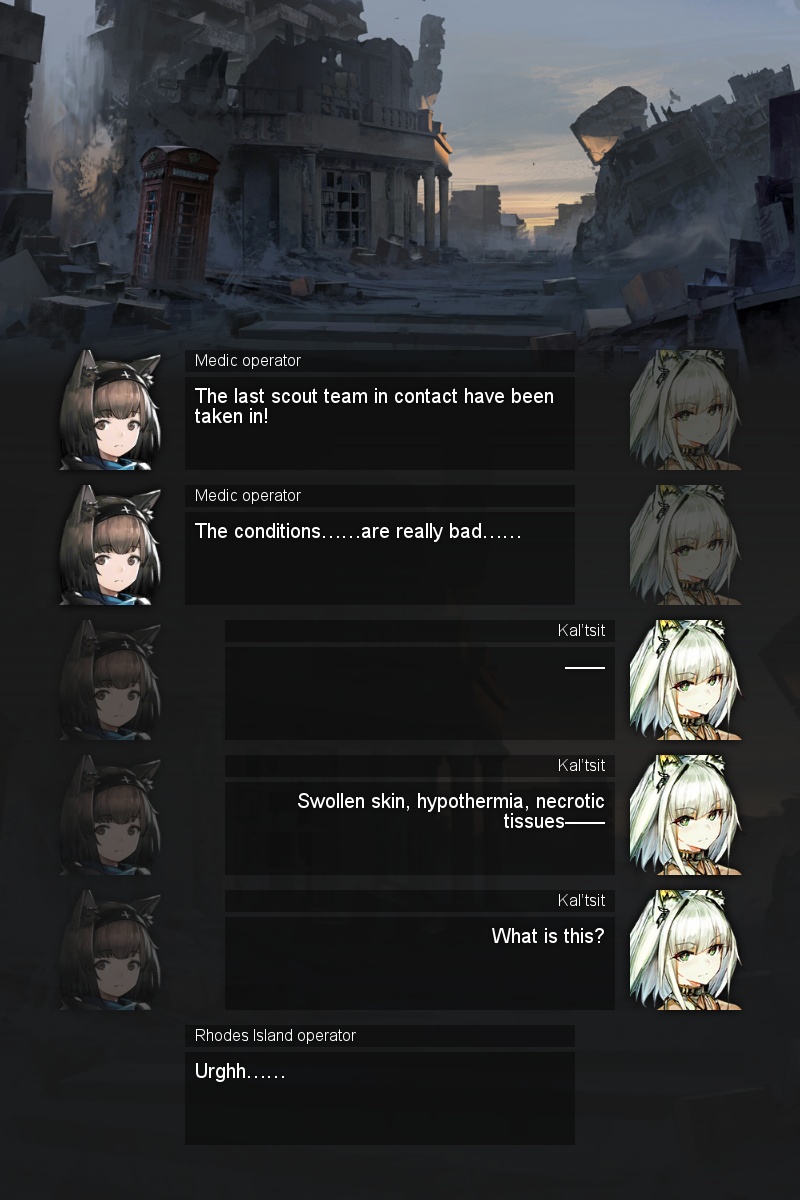 Medic operator
The last scout team in contact have been
taken in!
Medic operator
The conditions……are really bad……
Kal'tsit
——
Kal'tsit
Swollen skin, hypothermia, necrotic
tissues——
Kal'tsit
What is this?
Rhodes Island operator
Urghh……